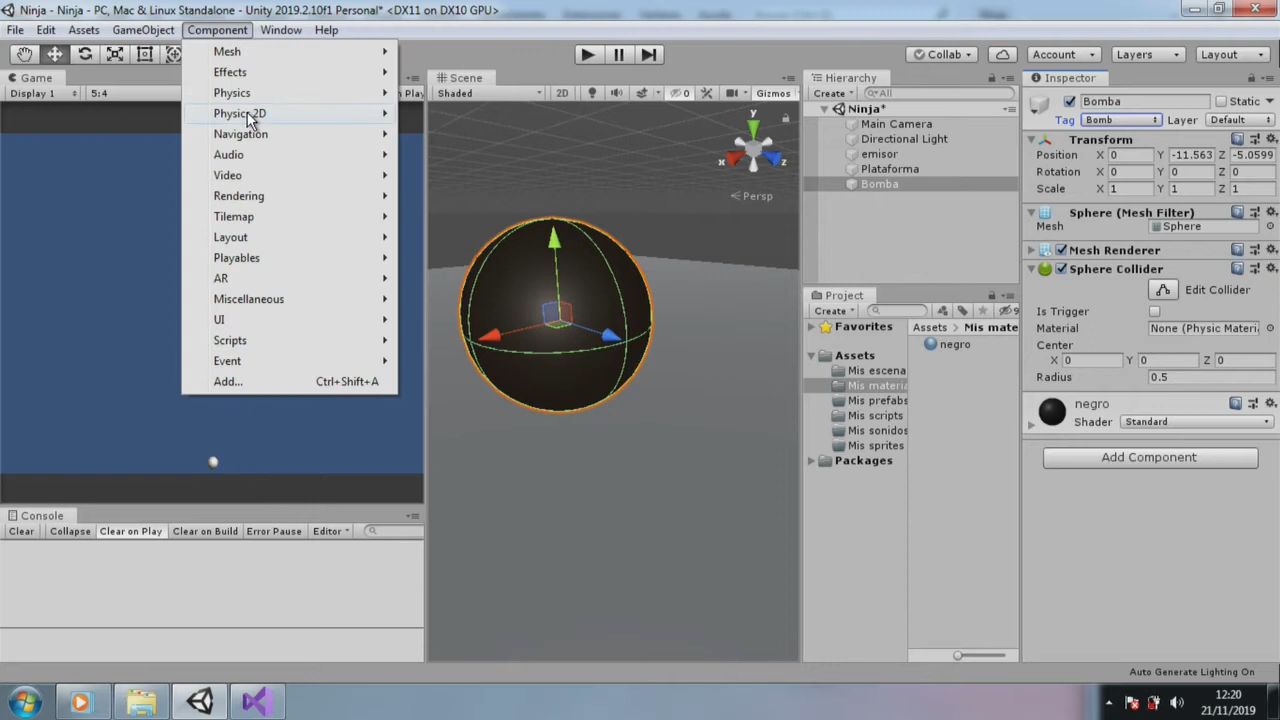 Ninja - Ninja - PC, Mac & Linux Standalone - Unity 2019.2.10f1 Personal* <DX11 on DX10 GPU>
File Edit Assets GameObject Component Window Help
Collab Account Layers Layout
Game
Display 1 5:4
Mesh
Effects
Physics
Physics 2D
Navigation
Audio
Video
Rendering
Tilemap
Layout
Playables
AR
Miscellaneous
UI
Scripts
Event
Add... Ctrl+Shift+A
n Play
Console
Clear Collapse Clear on Play Clear on Build Error Pause Editor
Scene
Shaded 2D 0 Gizmos
y
x z
Persp
Hierarchy
Create All
Ninja*
Main Camera
Directional Light
emisor
Plataforma
Bomba
Project
Create 9
Favorites
Assets
Mis escena
Mis materia
Mis prefabs
Mis scripts
Mis sonidos
Mis sprites
Packages
Assets Mis mate
negro
Inspector
Bomba Static
Tag Bomb Layer Default
Transform
Position X 0 Y -11.563 -5.0599
Rotation X 0 Y 0 Z 0
Scale X 1 Y 1 Z 1
Sphere (Mesh Filter)
Mesh Sphere
Mesh Renderer
Sphere Collider
Edit Collider
Is Trigger
Material None (Physic Materi
Center
X 0 Y 0 Z 0
Radius 0.5
negro
Shader Standard
Add Component
Auto Generate Lighting On
12:20
21/11/2019